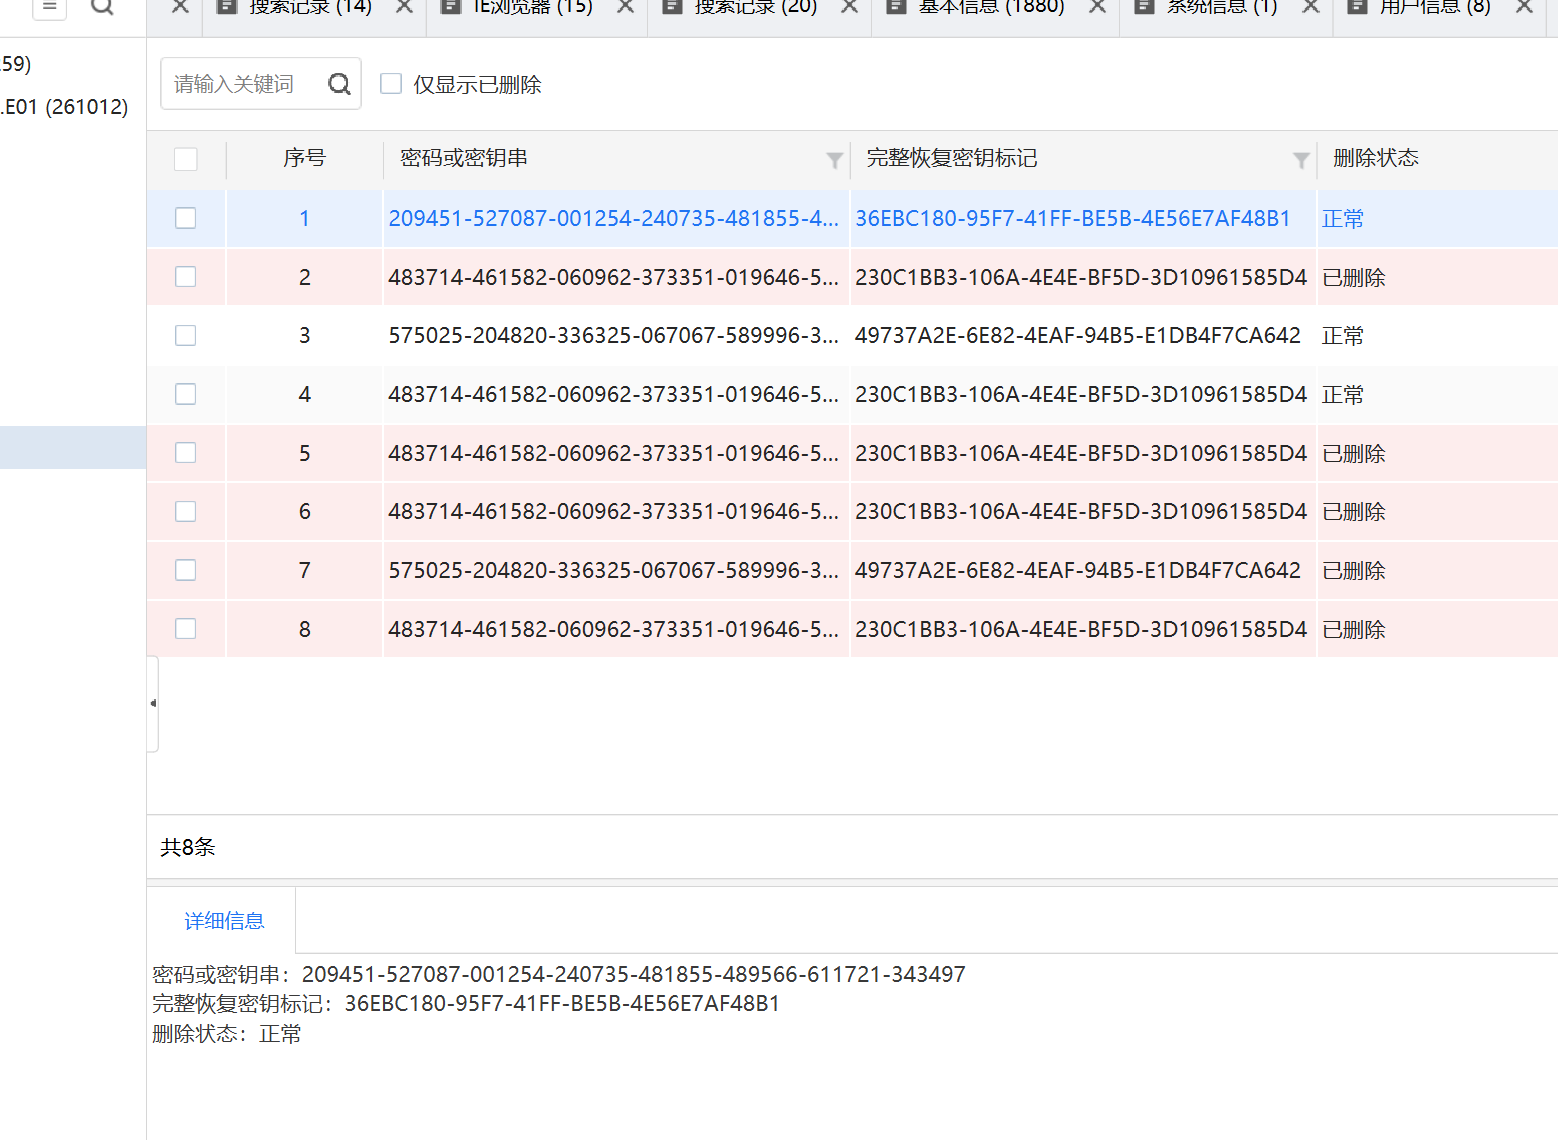 搜索记录 (14)
IE浏览器 (15)
搜索记录 (20)
基本信息 (1880)
系统信息 (1)
用户信息 (8)
59)
.E01 (261012)
请输入关键词
仅显示已删除
序号 密码或密钥串 完整恢复密钥标记 删除状态
1 209451-527087-001254-240735-481855-4... 36EBC180-95F7-41FF-BE5B-4E56E7AF48B1 正常
2 483714-461582-060962-373351-019646-5... 230C1BB3-106A-4E4E-BF5D-3D10961585D4 已删除
3 575025-204820-336325-067067-589996-3... 49737A2E-6E82-4EAF-94B5-E1DB4F7CA642 正常
4 483714-461582-060962-373351-019646-5... 230C1BB3-106A-4E4E-BF5D-3D10961585D4 正常
5 483714-461582-060962-373351-019646-5... 230C1BB3-106A-4E4E-BF5D-3D10961585D4 已删除
6 483714-461582-060962-373351-019646-5... 230C1BB3-106A-4E4E-BF5D-3D10961585D4 已删除
7 575025-204820-336325-067067-589996-3... 49737A2E-6E82-4EAF-94B5-E1DB4F7CA642 已删除
8 483714-461582-060962-373351-019646-5... 230C1BB3-106A-4E4E-BF5D-3D10961585D4 已删除
共8条
详细信息
密码或密钥串：209451-527087-001254-240735-481855-489566-611721-343497
完整恢复密钥标记：36EBC180-95F7-41FF-BE5B-4E56E7AF48B1
删除状态：正常